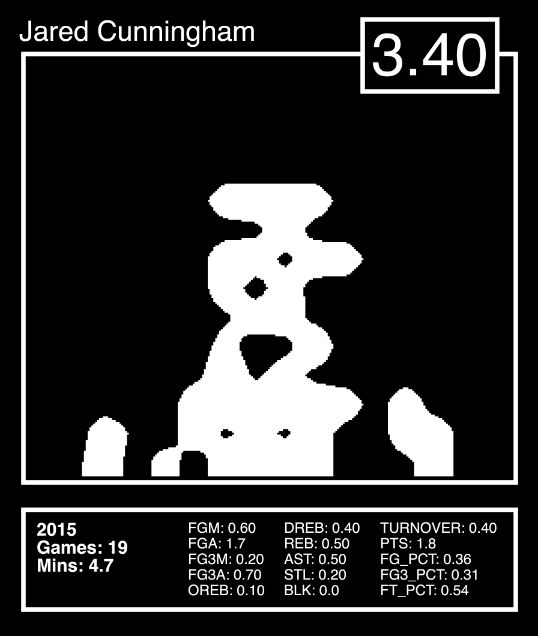 Jared Cunningham
3.40
2015
Games: 19
Mins: 4.7
FGM: 0.60
FGA: 1.7
FG3M: 0.20
FG3A: 0.70
OREB: 0.10
DREB: 0.40
REB: 0.50
AST: 0.50
STL: 0.20
BLK: 0.0
TURNOVER: 0.40
PTS: 1.8
FG_PCT: 0.36
FG3_PCT: 0.31
FT_PCT: 0.54